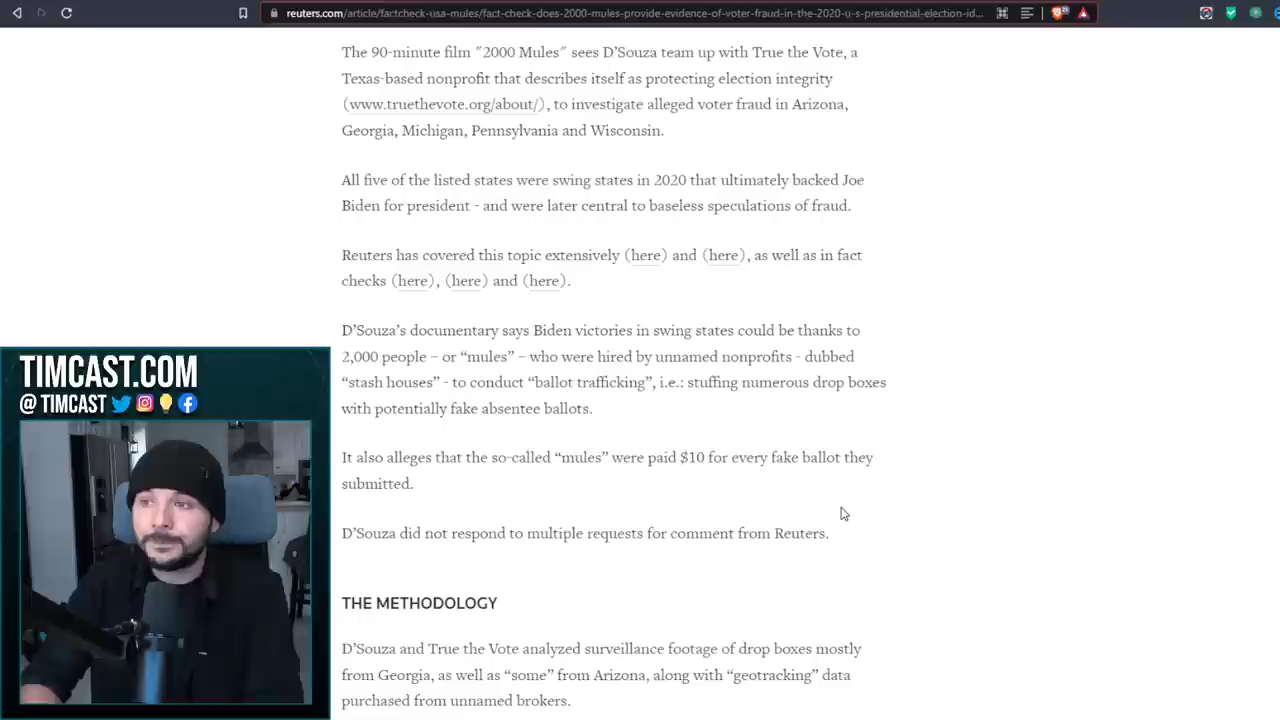 reuters.com/article/factcheck-usa-mules/fact-check-does-2000-mules-provide-evidence-of-voter-fraud-in-the-2020-u-s-presidential-election-id...
The 90-minute film "2000 Mules" sees D’Souza team up with True the Vote, a
Texas-based nonprofit that describes itself as protecting election integrity
(www.truethevote.org/about/), to investigate alleged voter fraud in Arizona,
Georgia, Michigan, Pennsylvania and Wisconsin.
All five of the listed states were swing states in 2020 that ultimately backed Joe
Biden for president - and were later central to baseless speculations of fraud.
Reuters has covered this topic extensively (here) and (here), as well as in fact
checks (here), (here) and (here).
D’Souza’s documentary says Biden victories in swing states could be thanks to
2,000 people – or “mules” – who were hired by unnamed nonprofits - dubbed
“stash houses” - to conduct “ballot trafficking”, i.e.: stuffing numerous drop boxes
with potentially fake absentee ballots.
It also alleges that the so-called “mules” were paid $10 for every fake ballot they
submitted.
D’Souza did not respond to multiple requests for comment from Reuters.
THE METHODOLOGY
D’Souza and True the Vote analyzed surveillance footage of drop boxes mostly
from Georgia, as well as “some” from Arizona, along with “geotracking” data
purchased from unnamed brokers.
TIMCAST.COM
@ TIMCAST